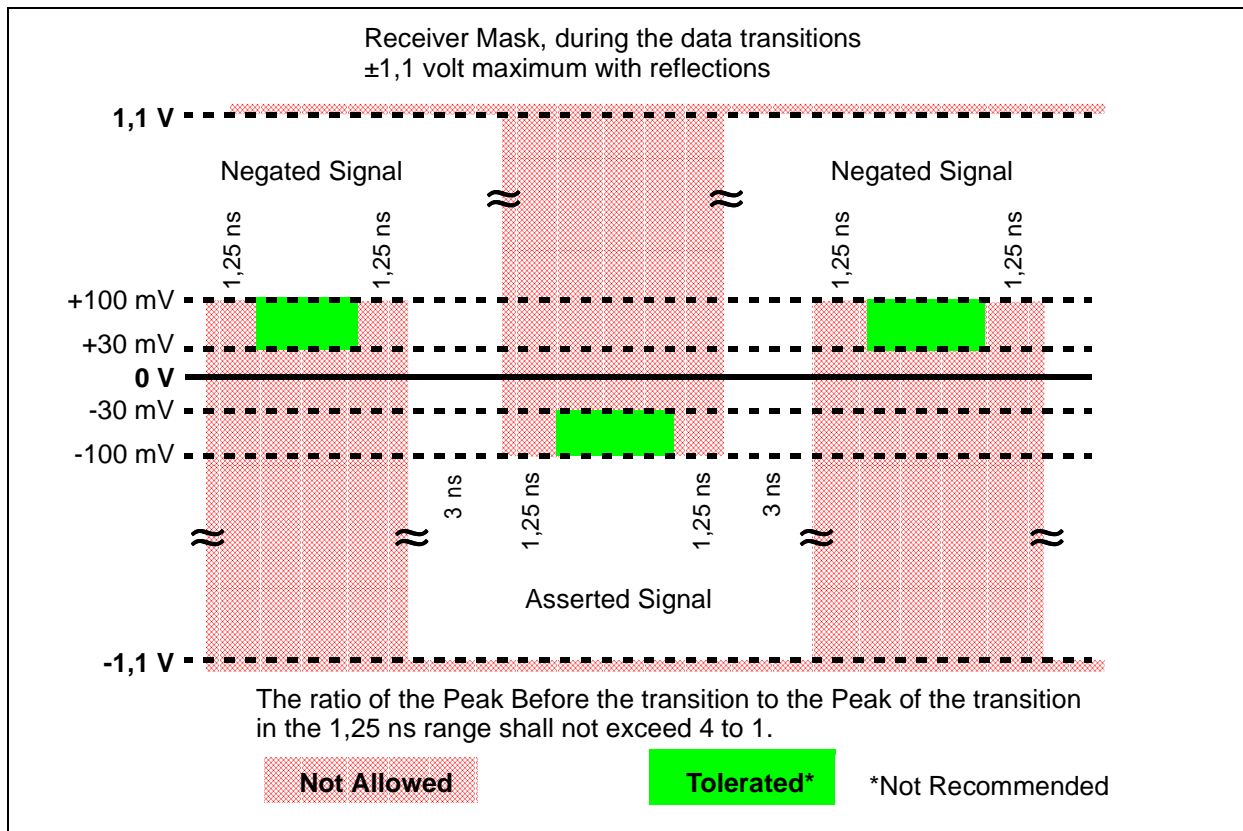 Receiver Mask, during the data transitions
±1,1 volt maximum with reflections
1,1 V
Negated Signal
Negated Signal
1,25 ns
1,25 ns
1,25 ns
1,25 ns
+100 mV
+30 mV
0 V
-30 mV
-100 mV
3 ns
1,25 ns
1,25 ns
3 ns
Asserted Signal
-1,1 V
The ratio of the Peak Before the transition to the Peak of the transition
in the 1,25 ns range shall not exceed 4 to 1.
Not Allowed
Tolerated*
*Not Recommended